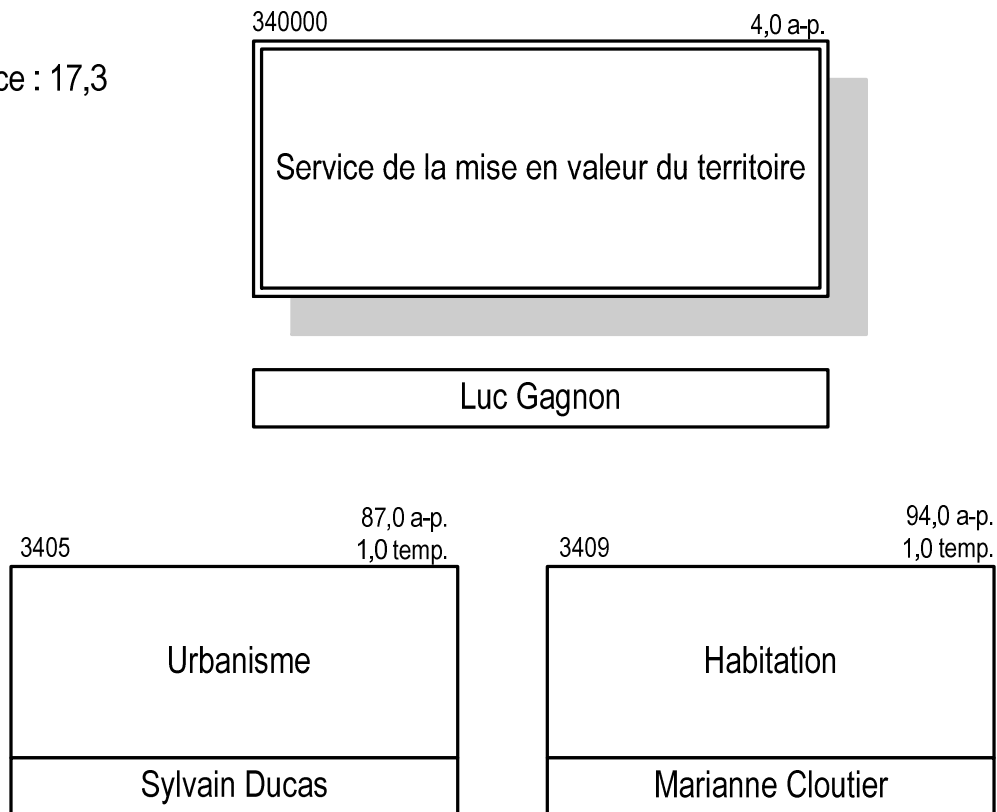 340000 4,0 a-p.
ce : 17,3
Service de la mise en valeur du territoire
Luc Gagnon
87,0 a-p.
3405 1,0 temp.
Urbanisme
Sylvain Ducas
94,0 a-p.
3409 1,0 temp.
Habitation
Marianne Cloutier